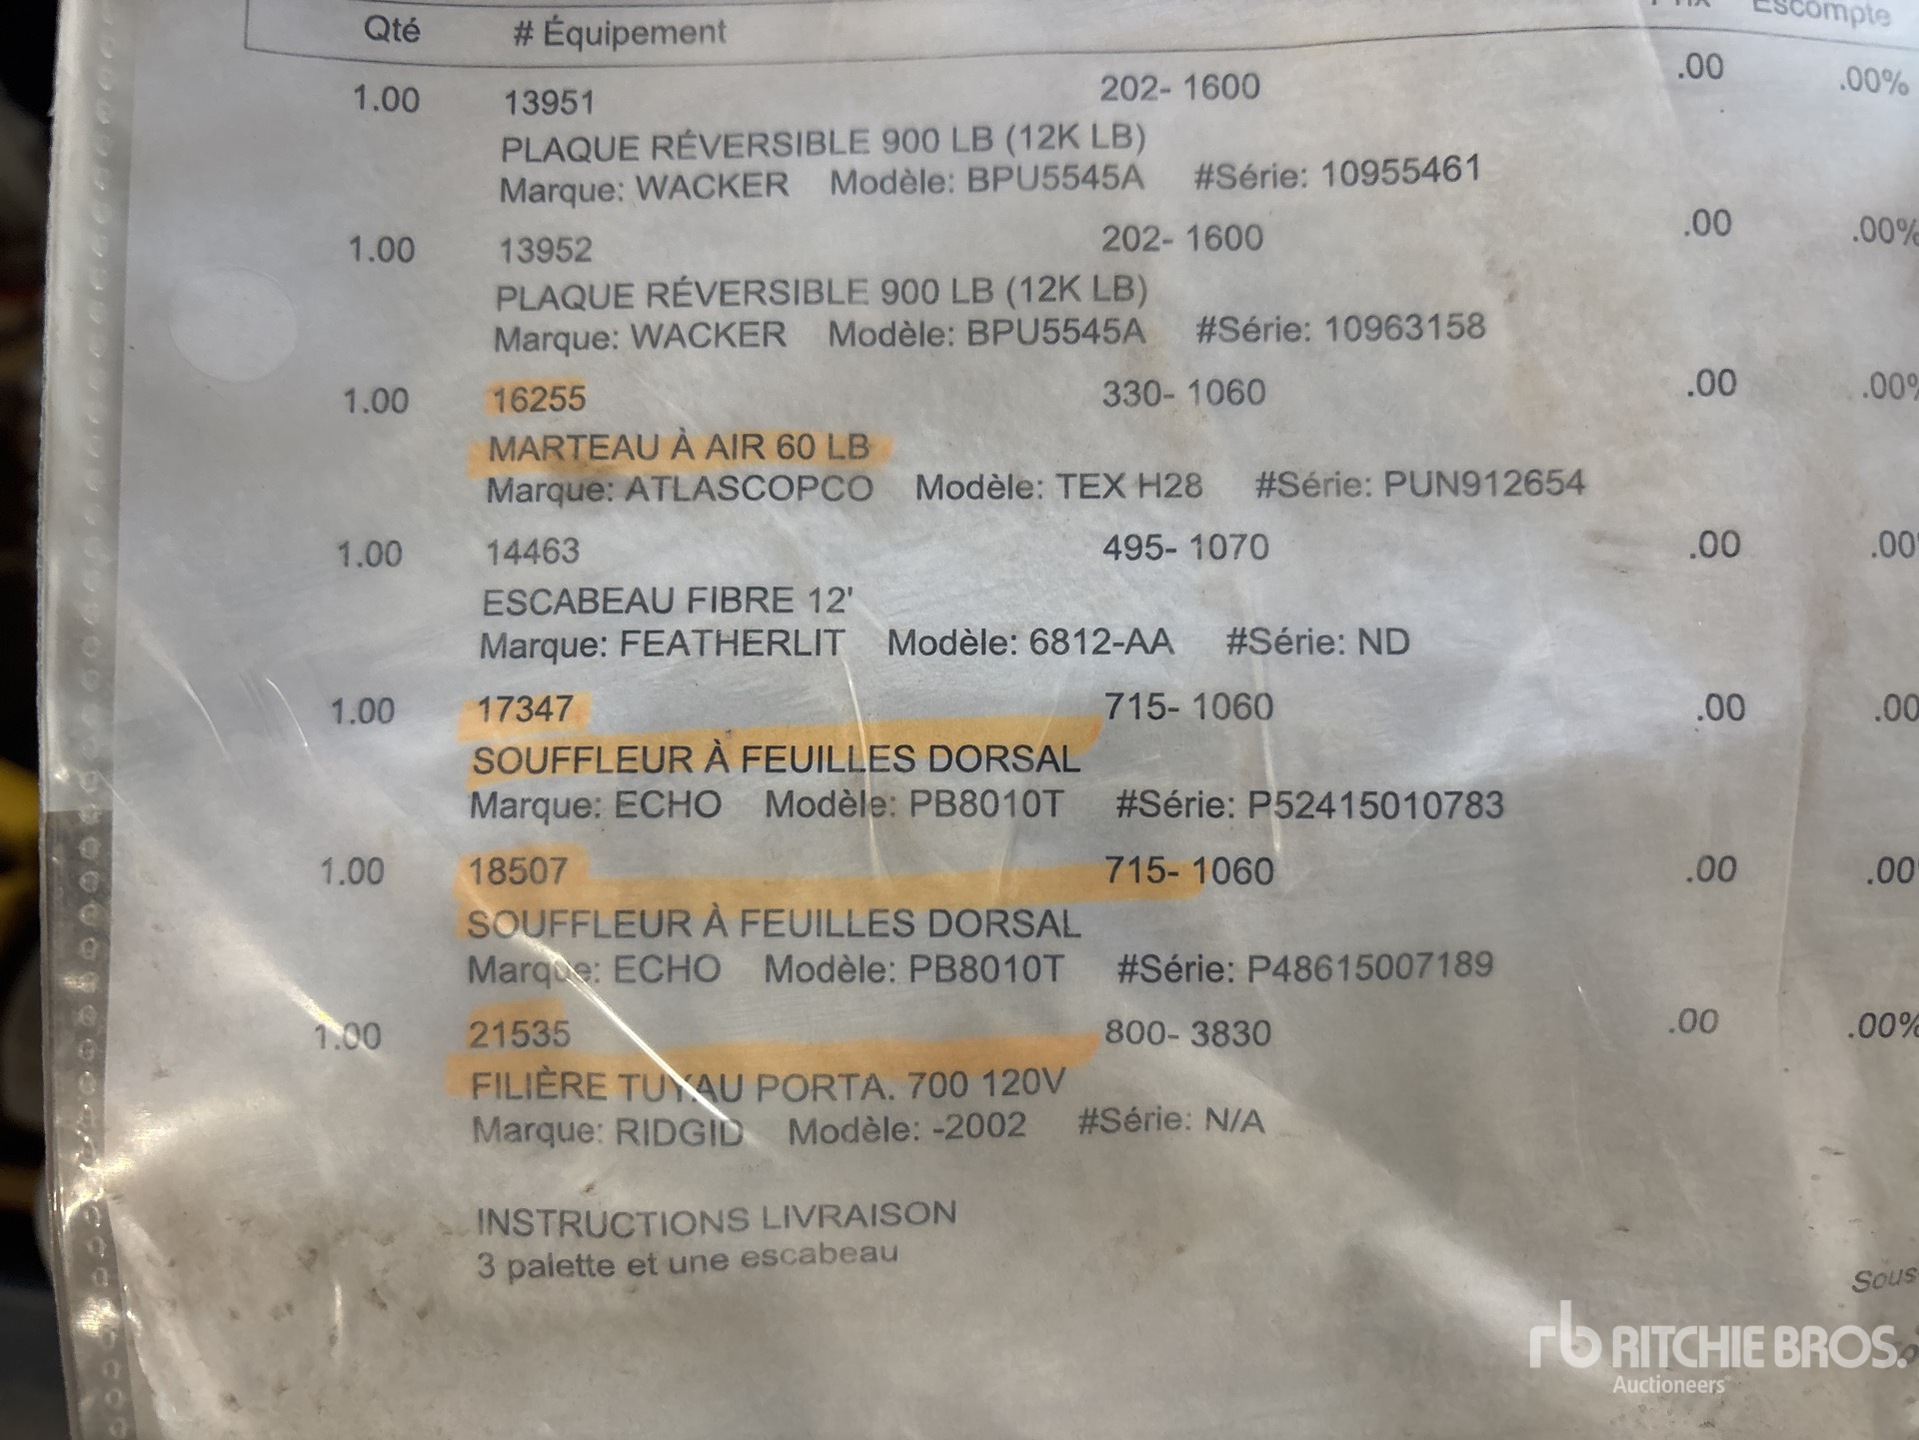 Qté # Équipement Escompte
1.00 13951 202- 1600 .00 .00%
PLAQUE RÉVERSIBLE 900 LB (12K LB)
Marque: WACKER Modèle: BPU5545A #Série: 10955461
1.00 13952 202- 1600 .00 .00%
PLAQUE RÉVERSIBLE 900 LB (12K LB)
Marque: WACKER Modèle: BPU5545A #Série: 10963158
1.00 16255 330- 1060 .00 .00%
MARTEAU À AIR 60 LB
Marque: ATLASCOPCO Modèle: TEX H28 #Série: PUN912654
1.00 14463 495- 1070 .00 .00
ESCABEAU FIBRE 12'
Marque: FEATHERLIT Modèle: 6812-AA #Série: ND
1.00 17347 715- 1060 .00 .00
SOUFFLEUR À FEUILLES DORSAL
Marque: ECHO Modèle: PB8010T #Série: P52415010783
1.00 18507 715- 1060 .00 .00
SOUFFLEUR À FEUILLES DORSAL
Marque: ECHO Modèle: PB8010T #Série: P48615007189
1.00 21535 800- 3830 .00 .00%
FILIÈRE TUYAU PORTA. 700 120V
Marque: RIDGID Modèle: -2002 #Série: N/A
INSTRUCTIONS LIVRAISON
3 palette et une escabeau
Sous
rb RITCHIE BROS.
Auctioneers